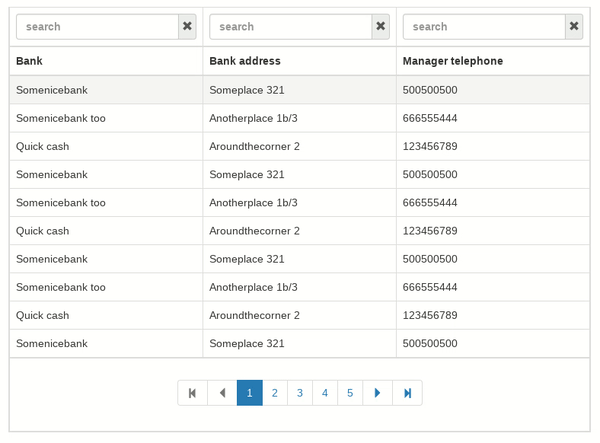 search ✖ search ✖ search ✖
Bank Bank address Manager telephone
Somenicebank Someplace 321 500500500
Somenicebank too Anotherplace 1b/3 666555444
Quick cash Aroundthecorner 2 123456789
Somenicebank Someplace 321 500500500
Somenicebank too Anotherplace 1b/3 666555444
Quick cash Aroundthecorner 2 123456789
Somenicebank Someplace 321 500500500
Somenicebank too Anotherplace 1b/3 666555444
Quick cash Aroundthecorner 2 123456789
Somenicebank Someplace 321 500500500
1 2 3 4 5